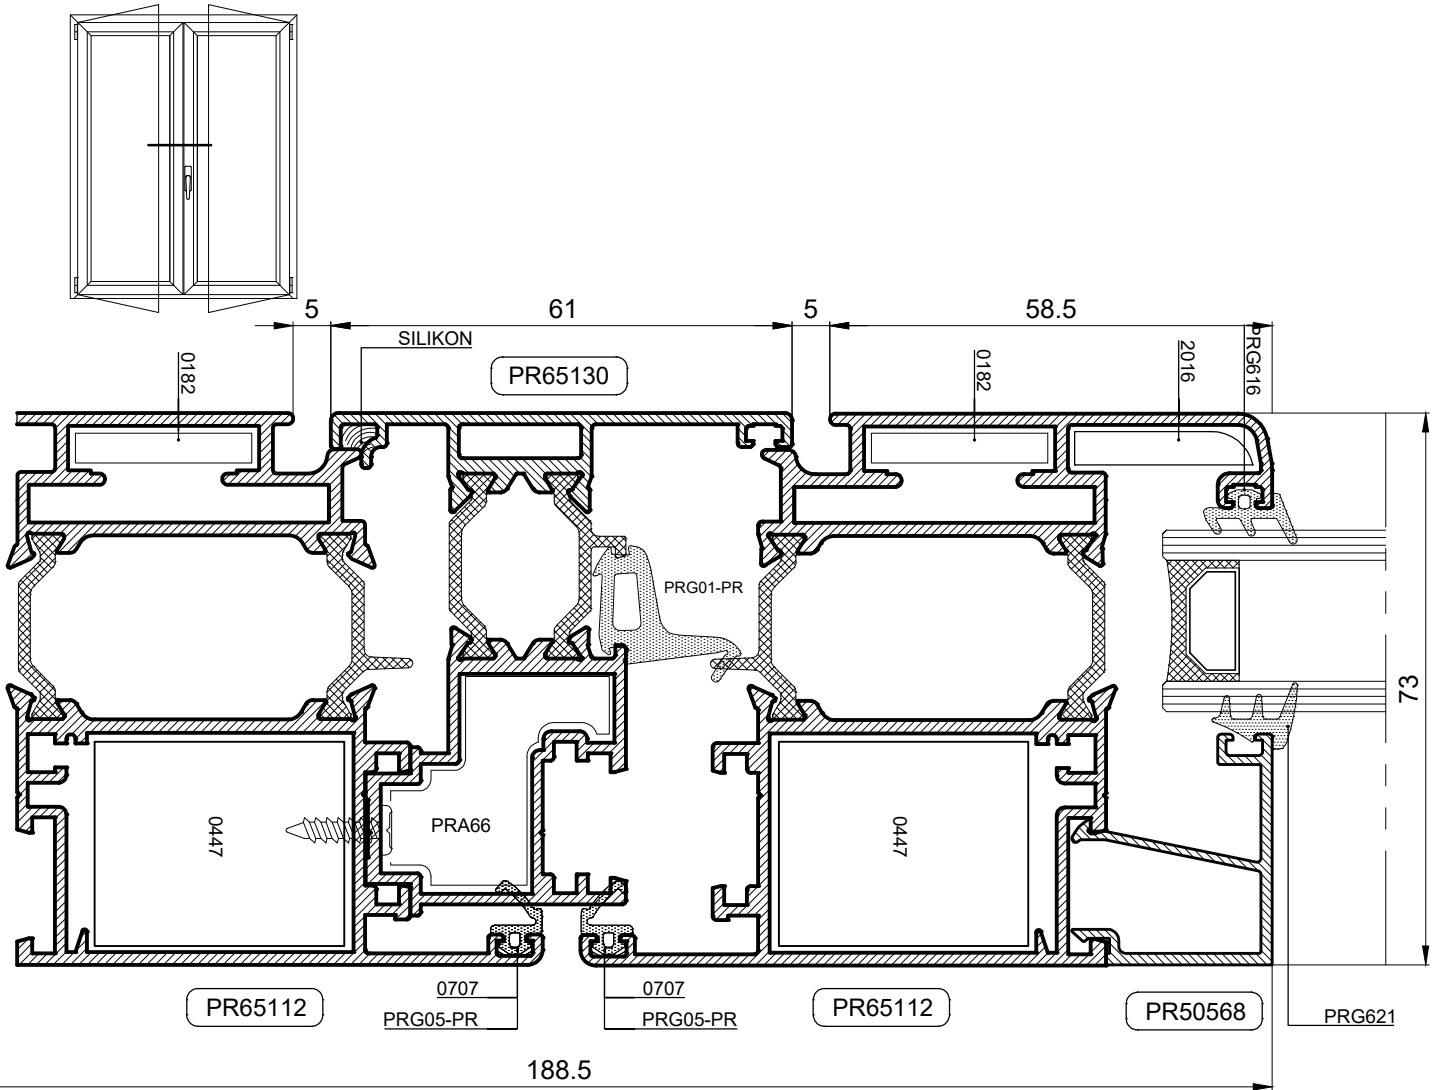 5
61
5
58.5
SILIKON
0182
PR65130
0182
2016
PRG616
PRG01-PR
73
0447
PRA66
0447
0707
0707
PR65112
PRG05-PR
PRG05-PR
PR65112
PR50568
PRG621
188.5